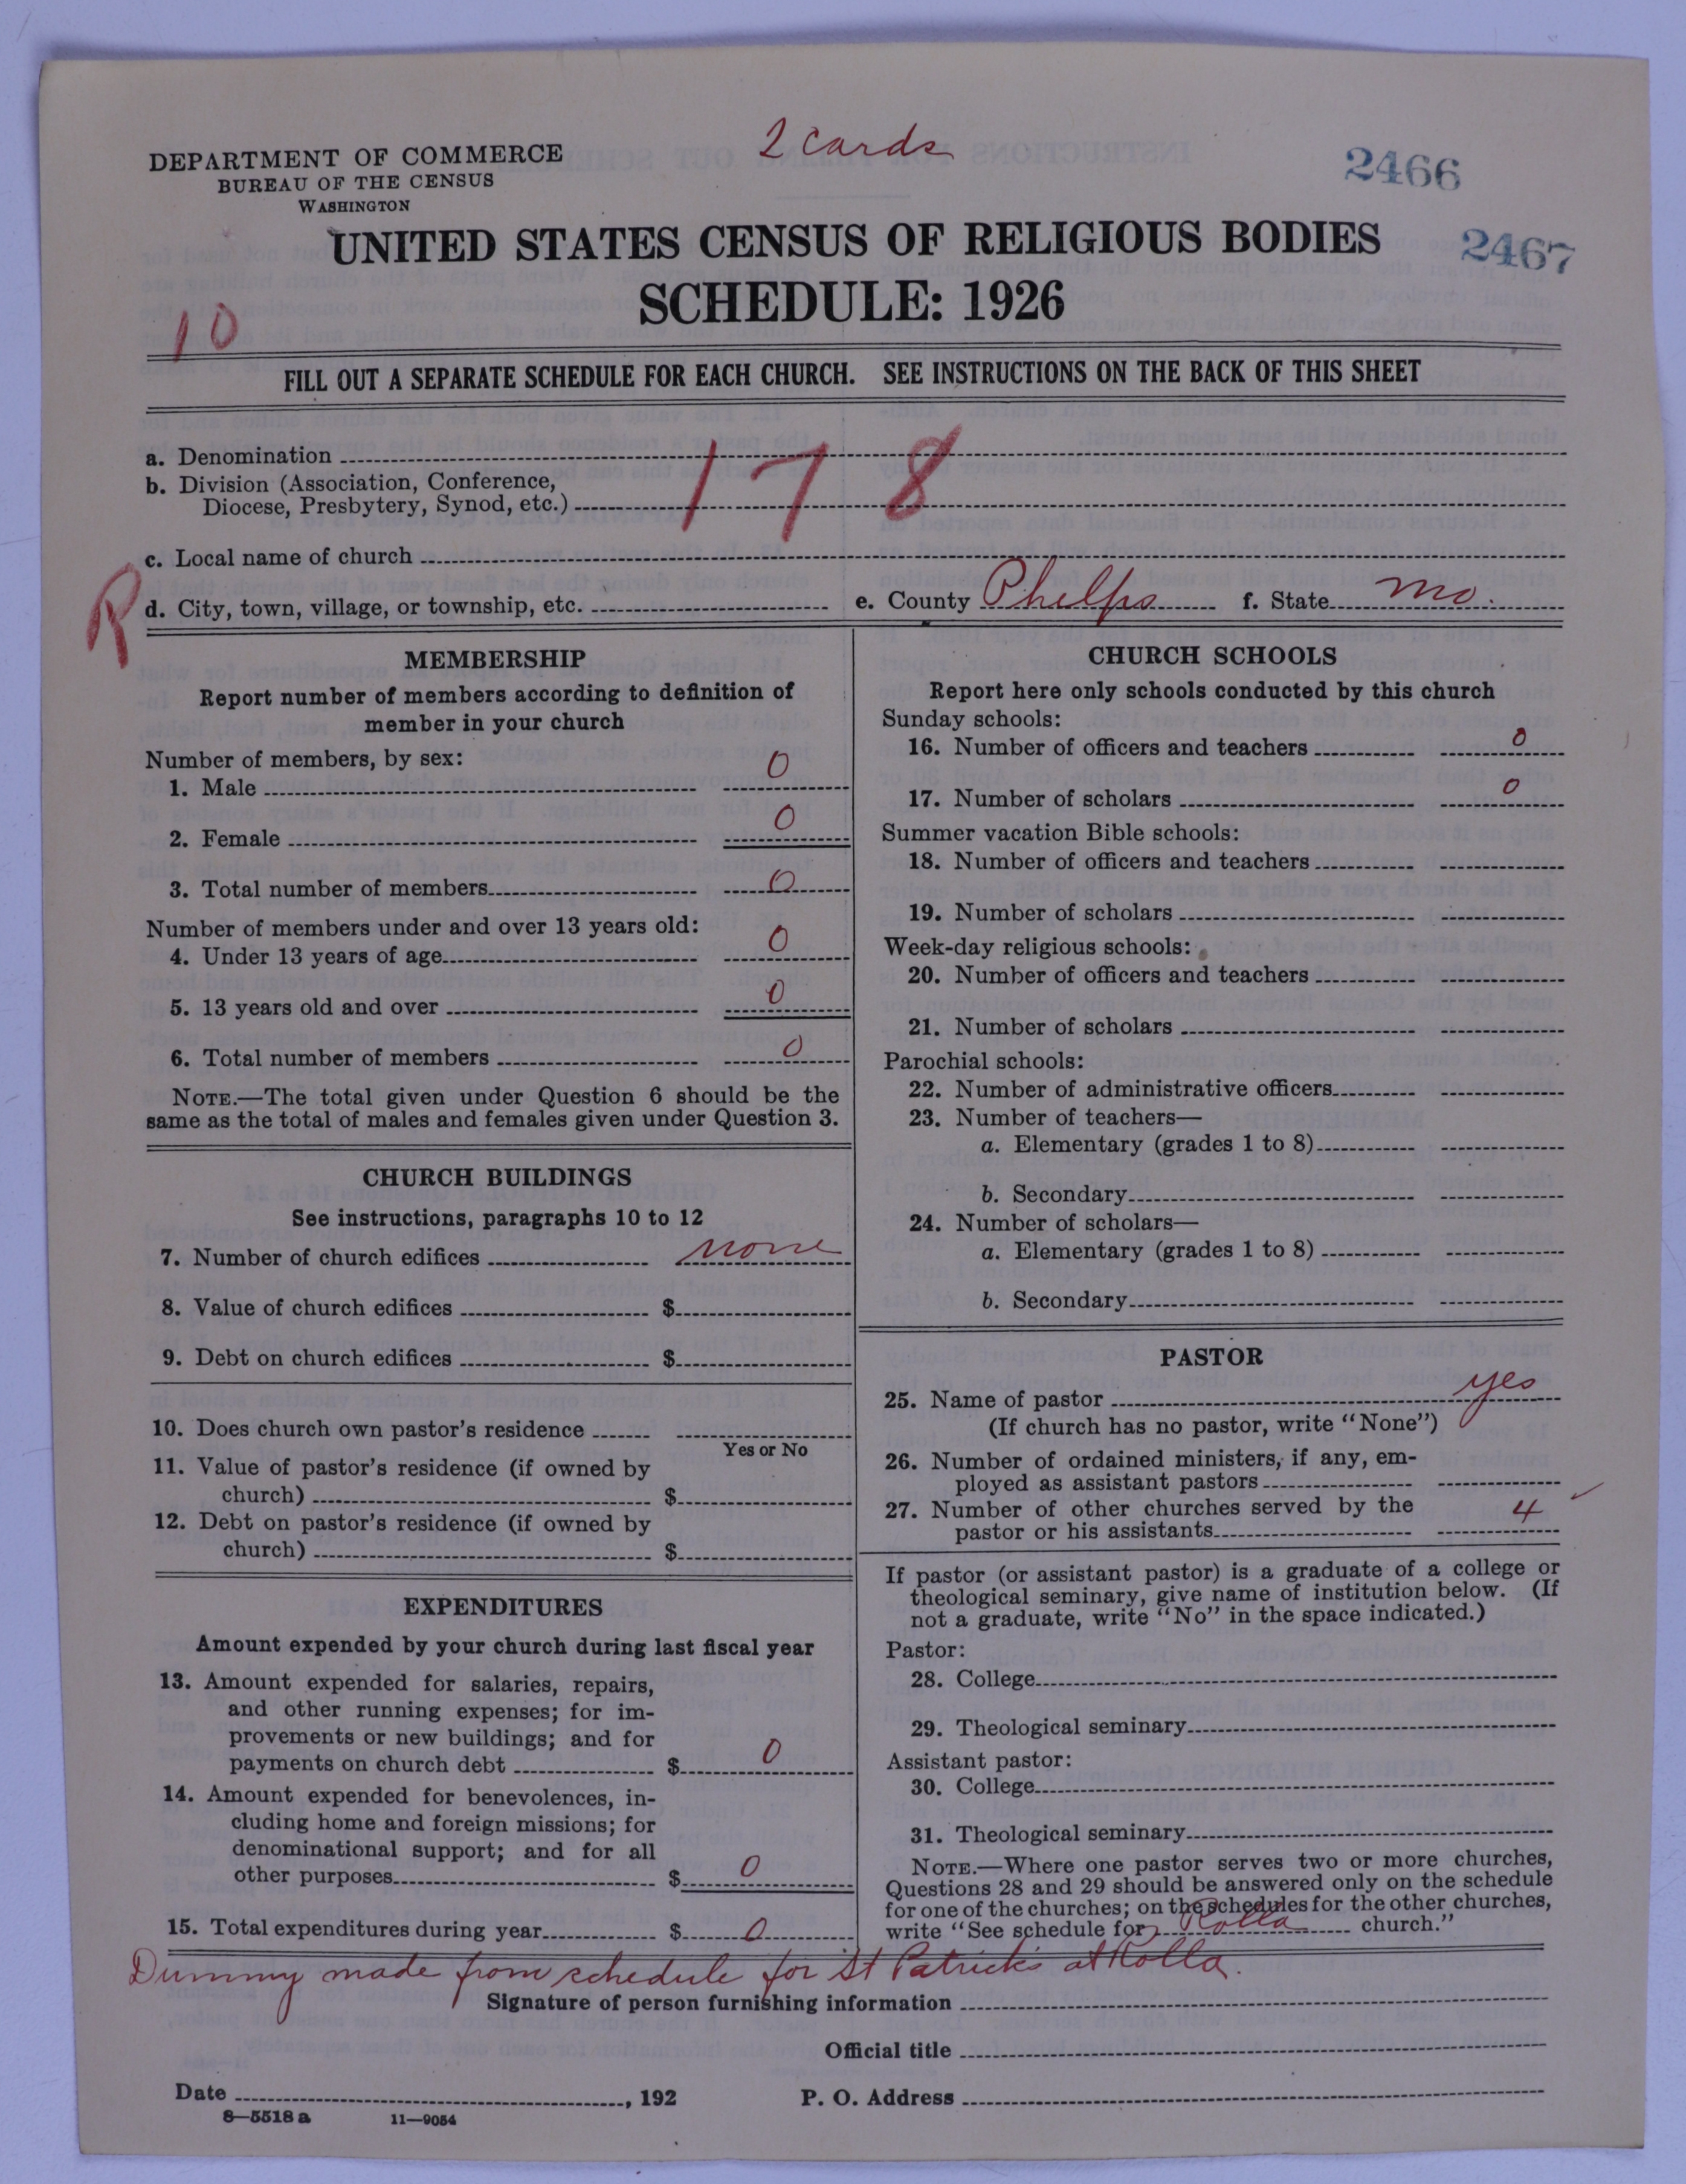 2 Cards
DEPARTMENT OF COMMERCE
BUREAU OF THE CENSUS
WASHINGTON
2466
2467
UNITED STATES CENSUS OF RELIGIOUS BODIES
SCHEDULE: 1926
10
FILL OUT A SEPARATE SCHEDULE FOR EACH CHURCH. SEE INSTRUCTIONS ON THE BACK OF THIS SHEET
a. Denomination
178
b. Division (Association, Conference,
Diocese, Presbytery, Synod, etc.)
c. Local name of church
R
d. City, town, village, or township, etc. e. County Phelps f. State Mo.
MEMBERSHIP
Report number of members according to definition of
member in your church
Number of members, by sex:
1. Male 0
2. Female 0
3. Total number of members 0
Number of members under and over 13 years old:
4. Under 13 years of age 0
5. 13 years old and over 0
6. Total number of members 0
NOTE.—The total given under Question 6 should be the
same as the total of males and females given under Question 3.
CHURCH BUILDINGS
See instructions, paragraphs 10 to 12
7. Number of church edifices none
8. Value of church edifices $
9. Debt on church edifices $
10. Does church own pastor's residence
Yes or No
11. Value of pastor's residence (if owned by
church) $
12. Debt on pastor's residence (if owned by
church) $
EXPENDITURES
Amount expended by your church during last fiscal year
13. Amount expended for salaries, repairs,
and other running expenses; for im-
provements or new buildings; and for
payments on church debt $ 0
14. Amount expended for benevolences, in-
cluding home and foreign missions; for
denominational support; and for all
other purposes $ 0
15. Total expenditures during year $ 0
CHURCH SCHOOLS
Report here only schools conducted by this church
Sunday schools:
16. Number of officers and teachers 0
17. Number of scholars 0
Summer vacation Bible schools:
18. Number of officers and teachers
19. Number of scholars
Week-day religious schools:
20. Number of officers and teachers
21. Number of scholars
Parochial schools:
22. Number of administrative officers
23. Number of teachers—
a. Elementary (grades 1 to 8)
b. Secondary
24. Number of scholars—
a. Elementary (grades 1 to 8)
b. Secondary
PASTOR
25. Name of pastor yes
(If church has no pastor, write "None")
26. Number of ordained ministers, if any, em-
ployed as assistant pastors
27. Number of other churches served by the 4
pastor or his assistants
If pastor (or assistant pastor) is a graduate of a college or
theological seminary, give name of institution below. (If
not a graduate, write "No" in the space indicated.)
Pastor:
28. College
29. Theological seminary
Assistant pastor:
30. College
31. Theological seminary
NOTE.—Where one pastor serves two or more churches,
Questions 28 and 29 should be answered only on the schedule
for one of the churches; on the schedules for the other churches,
write "See schedule for Rolla church."
Dummy made from schedule for St Patrick's at Rolla.
Signature of person furnishing information
Official title
Date , 192 P. O. Address
8—5518 a 11—9054